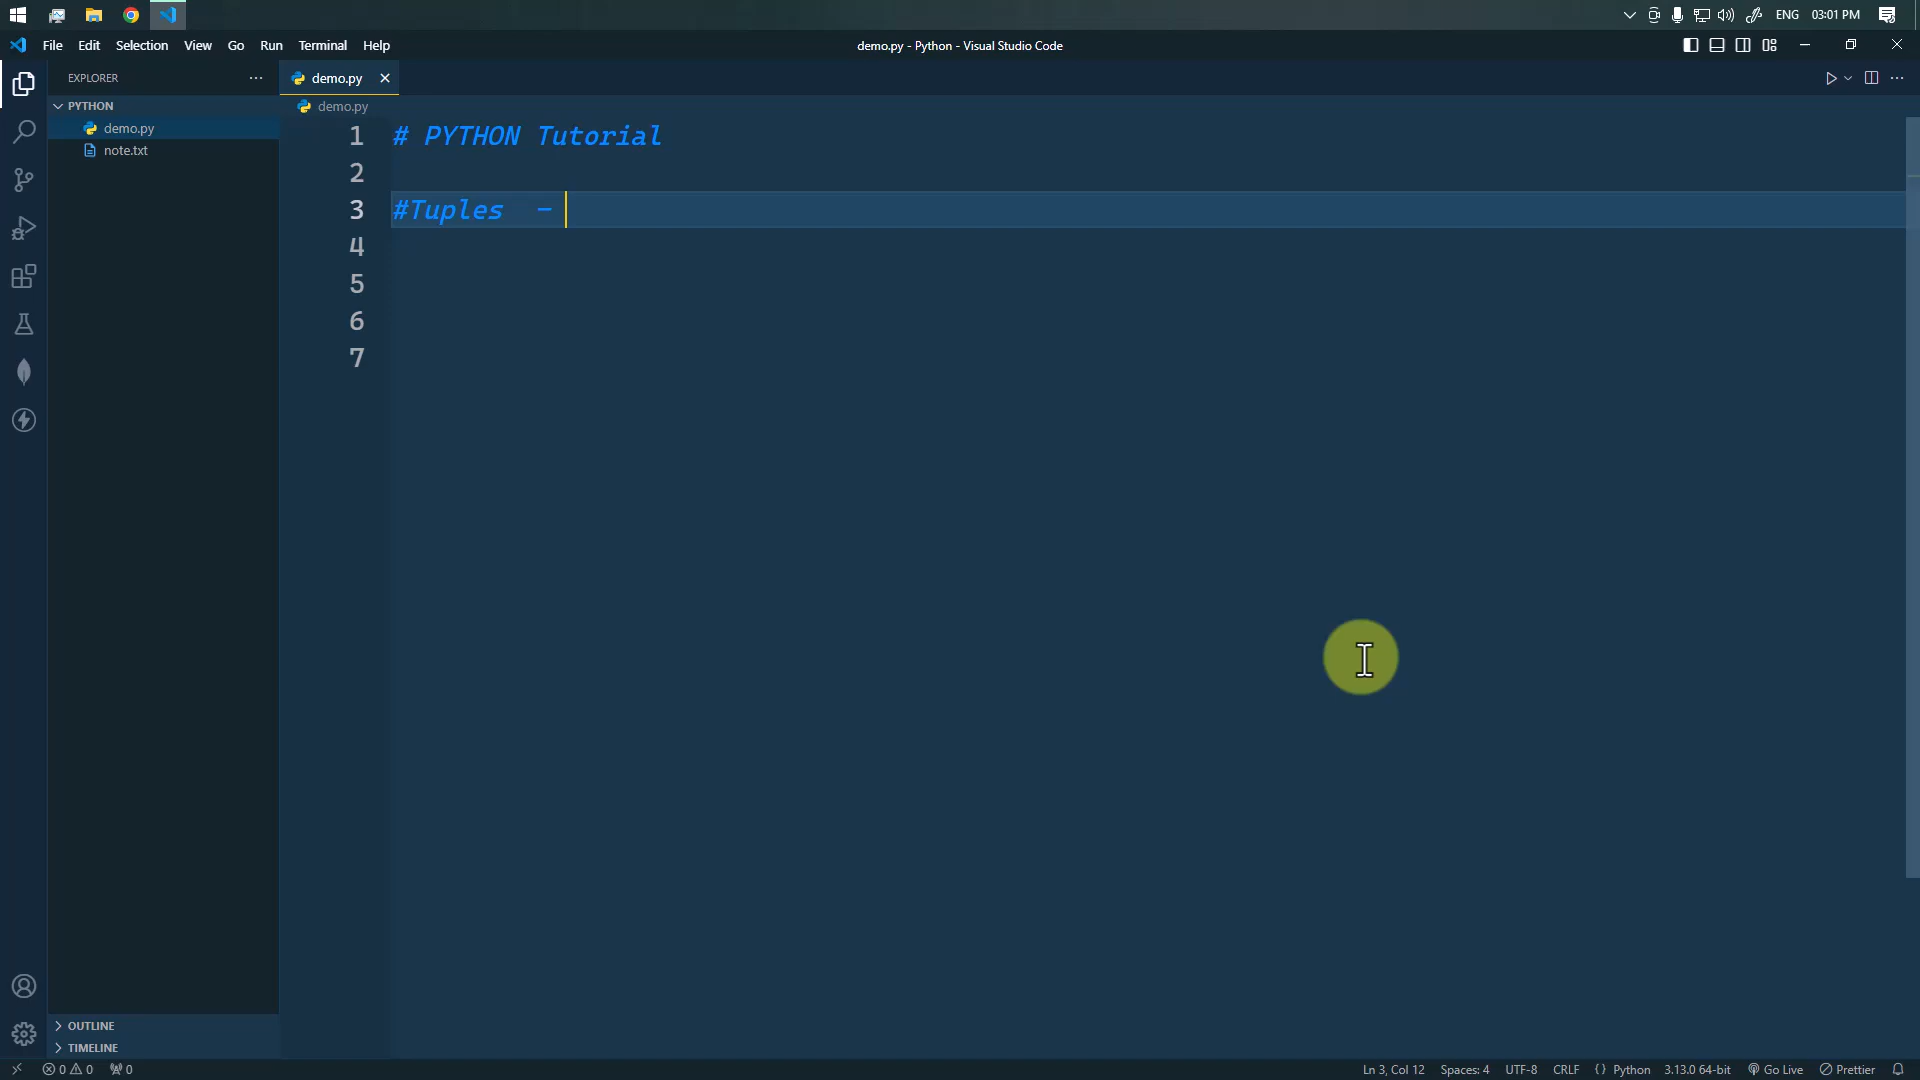 ENG 03:01 PM
File Edit Selection View Go Run Terminal Help
demo.py - Python - Visual Studio Code
EXPLORER
demo.py
PYTHON
demo.py
demo.py
note.txt
1 # PYTHON Tutorial
2
3 #Tuples  -
4
5
6
7
OUTLINE
TIMELINE
0 0 0
Ln 3, Col 12 Spaces: 4 UTF-8 CRLF {} Python 3.13.0 64-bit Go Live Prettier